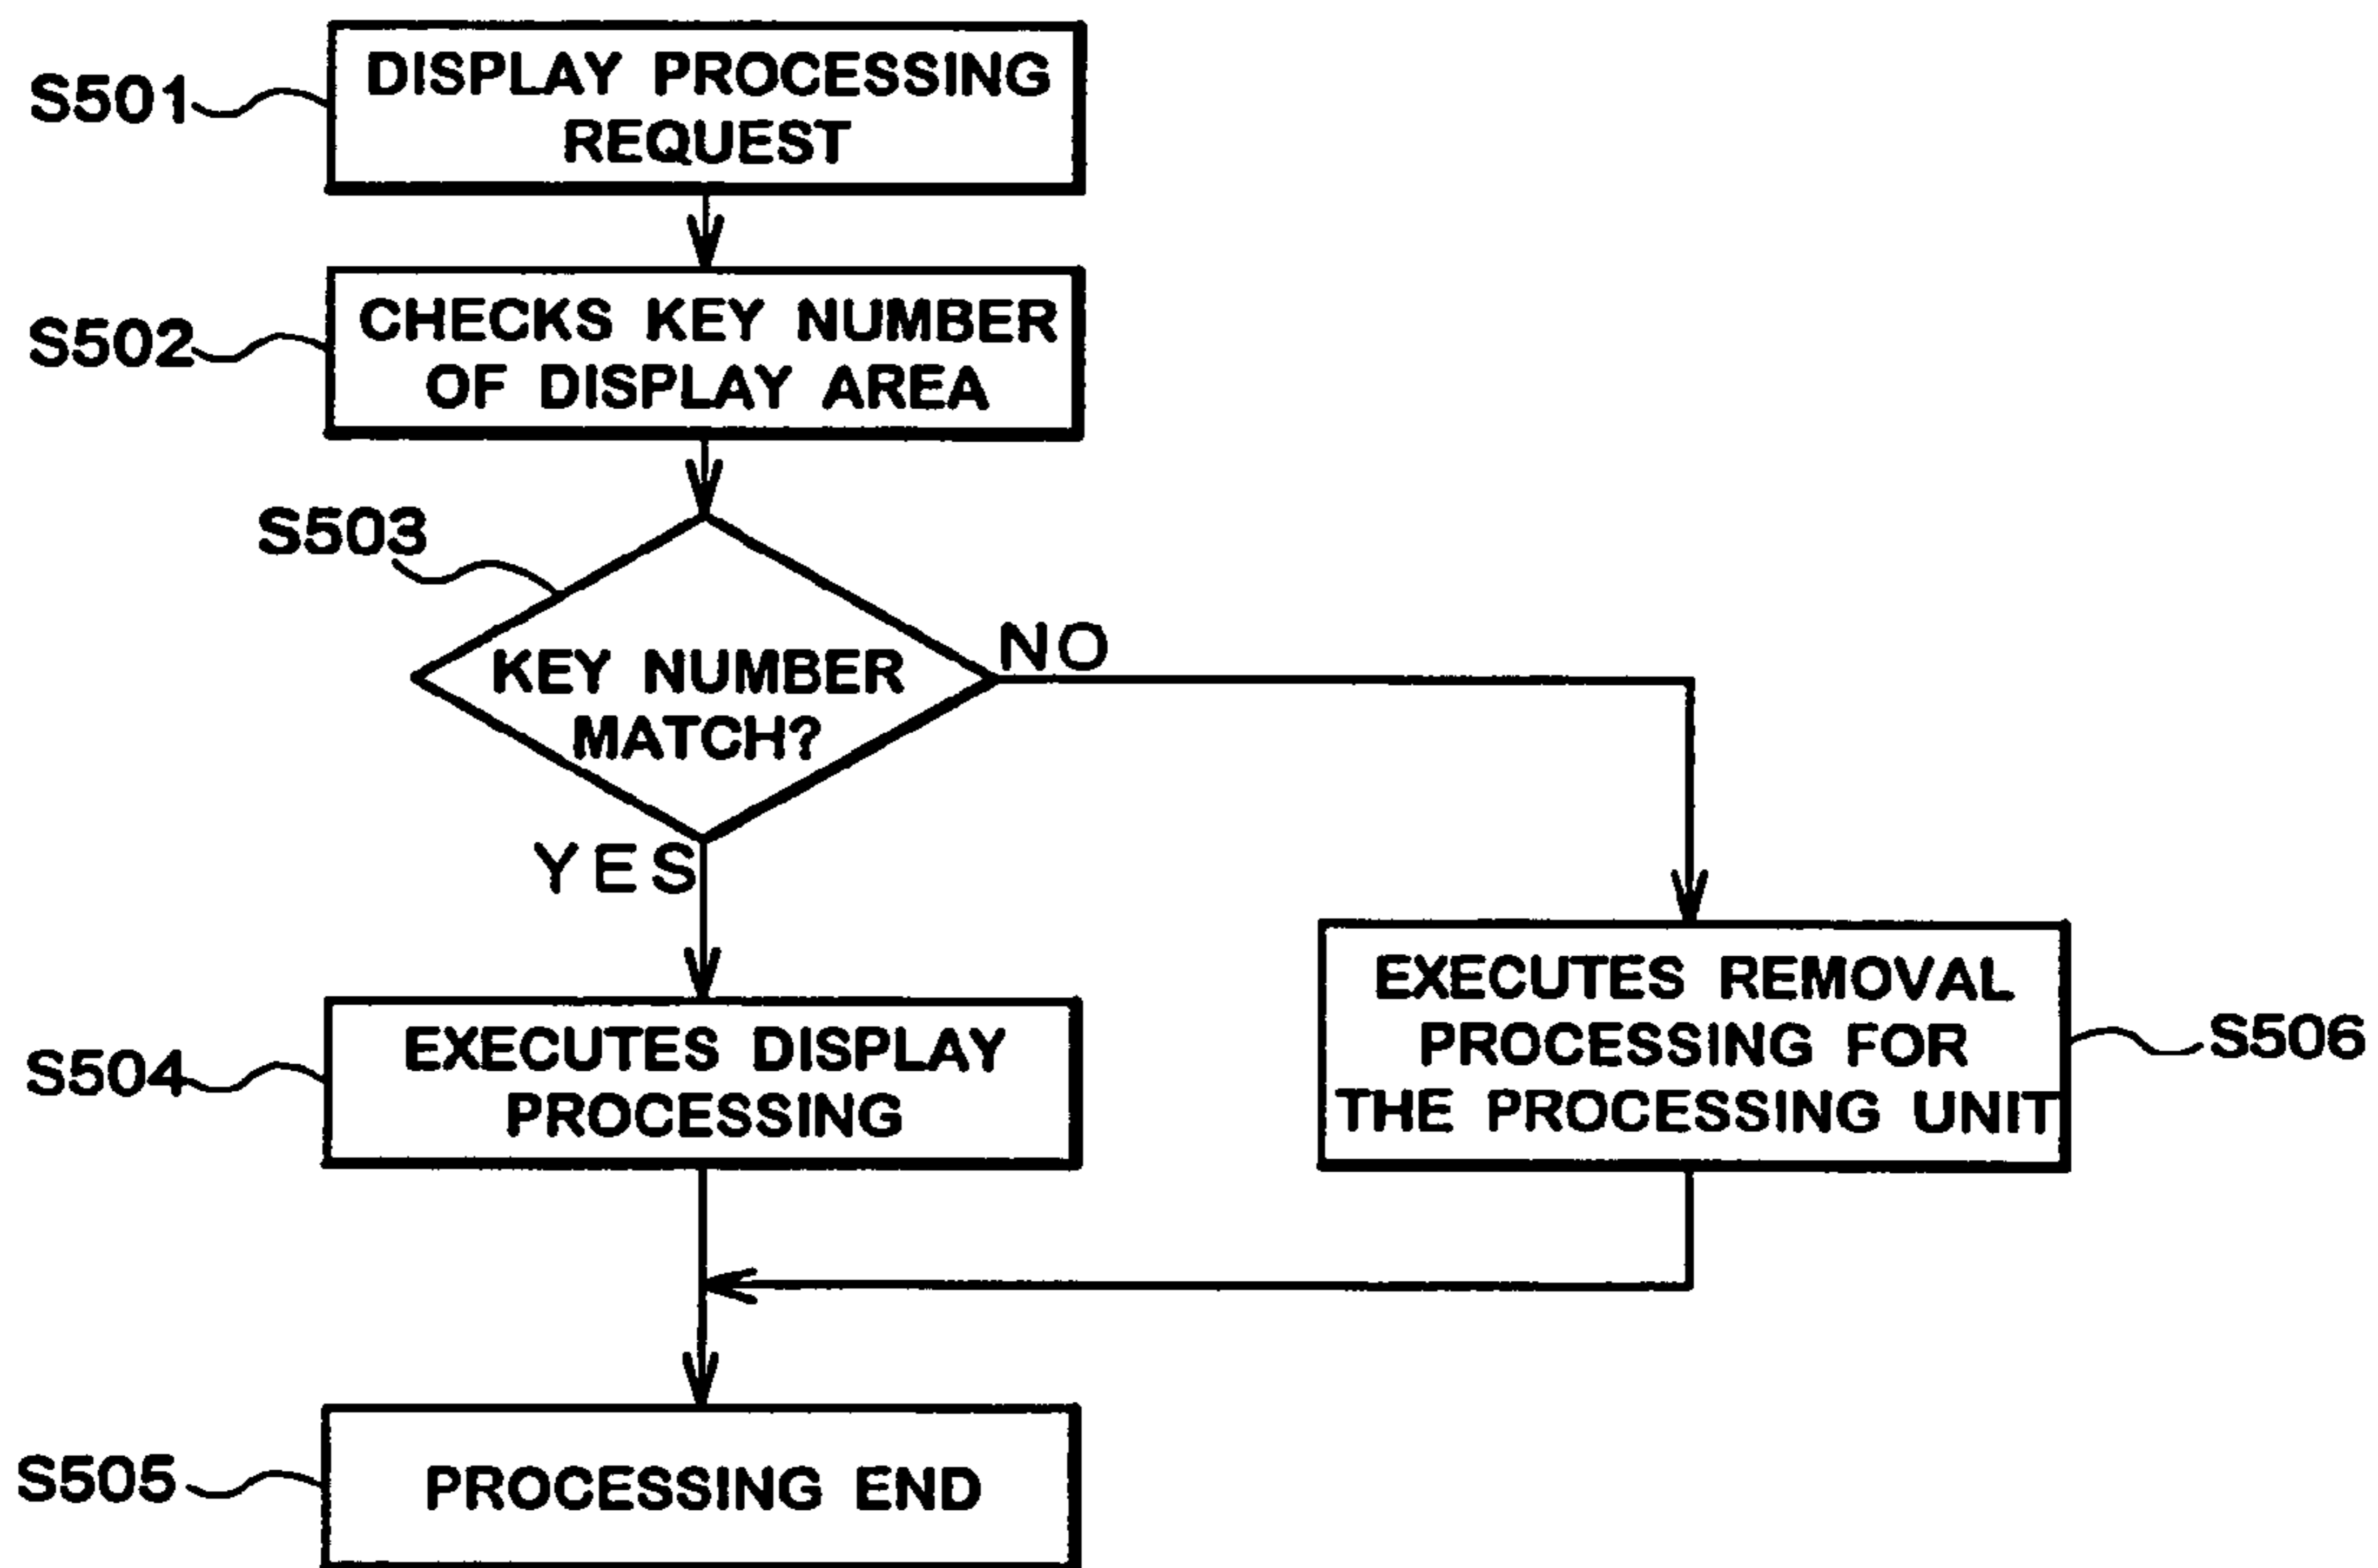 S501
DISPLAY PROCESSING
REQUEST
S502
CHECKS KEY NUMBER
OF DISPLAY AREA
S503
KEY NUMBER
MATCH?
NO
YES
S504
EXECUTES DISPLAY
PROCESSING
EXECUTES REMOVAL
PROCESSING FOR
THE PROCESSING UNIT
S506
S505
PROCESSING END